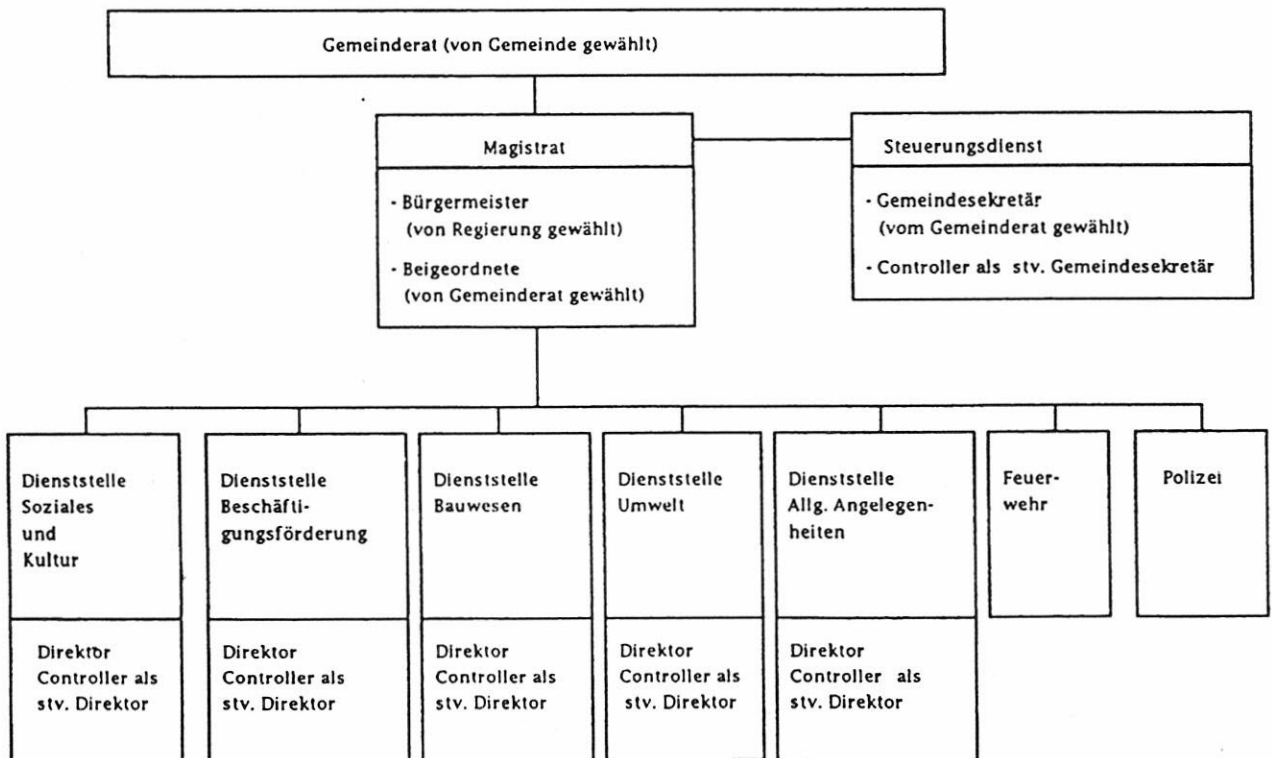 Gemeinderat (von Gemeinde gewählt)
Magistrat
- Bürgermeister
(von Regierung gewählt)
- Beigeordnete
(von Gemeinderat gewählt)
Steuerungsdienst
- Gemeindesekretär
(vom Gemeinderat gewählt)
- Controller als stv. Gemeindesekretär
Dienststelle
Soziales
und
Kultur
Direktor
Controller als
stv. Direktor
Dienststelle
Beschäfti-
gungsförderung
Direktor
Controller als
stv. Direktor
Dienststelle
Bauwesen
Direktor
Controller als
stv. Direktor
Dienststelle
Umwelt
Direktor
Controller als
stv. Direktor
Dienststelle
Allg. Angelegen-
heiten
Direktor
Controller als
stv. Direktor
Feuer-
wehr
Polizei